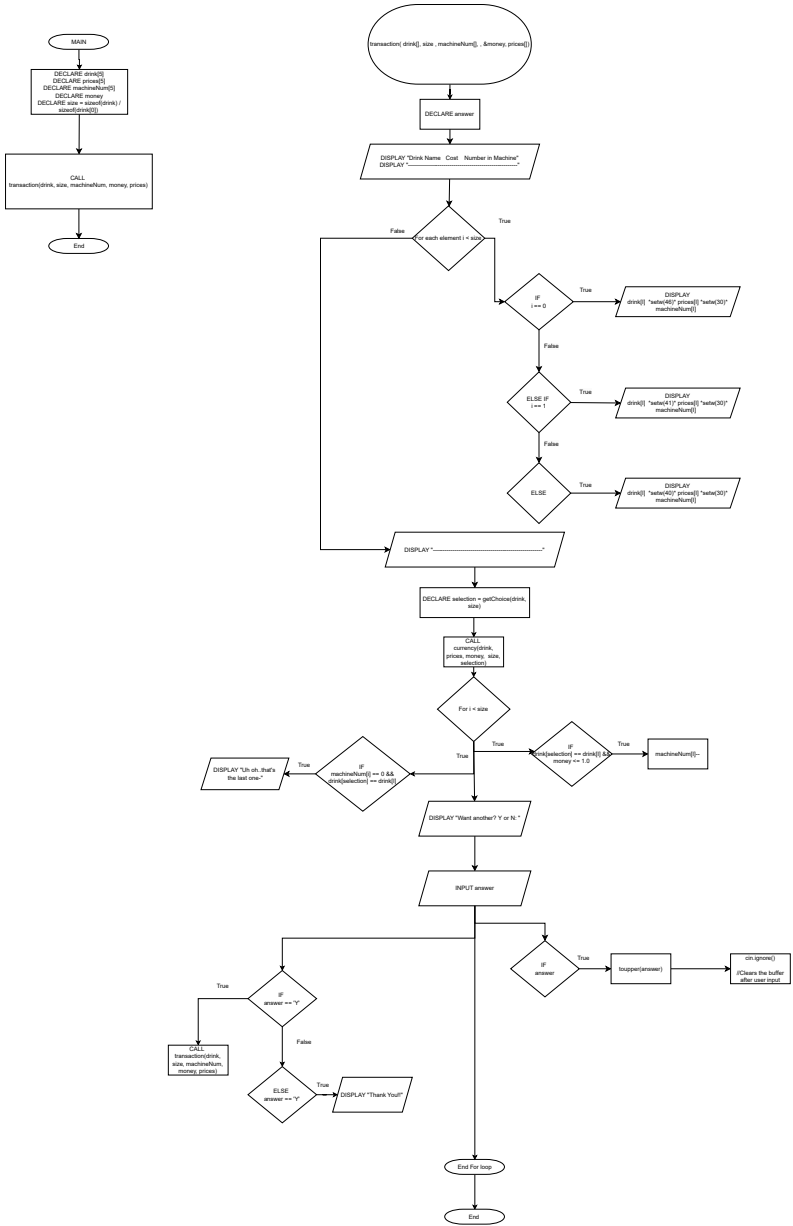 MAIN
DECLARE drink[5]
DECLARE prices[5]
DECLARE machineNum[5]
DECLARE money
DECLARE size = sizeof(drink) /
sizeof(drink[0])
CALL
transaction(drink, size, machineNum, money, prices)
End
transaction( drink[], size , machineNum[], , &money, prices[])
DECLARE answer
DISPLAY "Drink Name Cost Number in Machine"
DISPLAY "----------------------------------------------------"
For each element i < size
False
True
IF
i == 0
True
DISPLAY
drink[I] "setw(46)" prices[I] "setw(30)"
machineNum[I]
False
ELSE IF
i == 1
True
DISPLAY
drink[I] "setw(41)" prices[I] "setw(30)"
machineNum[I]
False
ELSE
True
DISPLAY
drink[I] "setw(40)" prices[I] "setw(30)"
machineNum[I]
DISPLAY "----------------------------------------------------"
DECLARE selection = getChoice(drink,
size)
CALL
currency(drink,
prices, money, size,
selection)
For i < size
True
True
IF
drink[selection] == drink[I] &&
money <= 1.0
True
machineNum[I]--
IF
machineNum[i] == 0 &&
drink[selection] == drink[I]
True
DISPLAY "Uh oh..that's
the last one-"
DISPLAY "Want another? Y or N: "
INPUT answer
IF
answer
True
toupper(answer)
cin.ignore()
//Clears the buffer
after user input
IF
answer == 'Y'
True
CALL
transaction(drink,
size, machineNum,
money, prices)
False
ELSE
answer == 'Y'
True
DISPLAY "Thank You!!"
End For loop
End